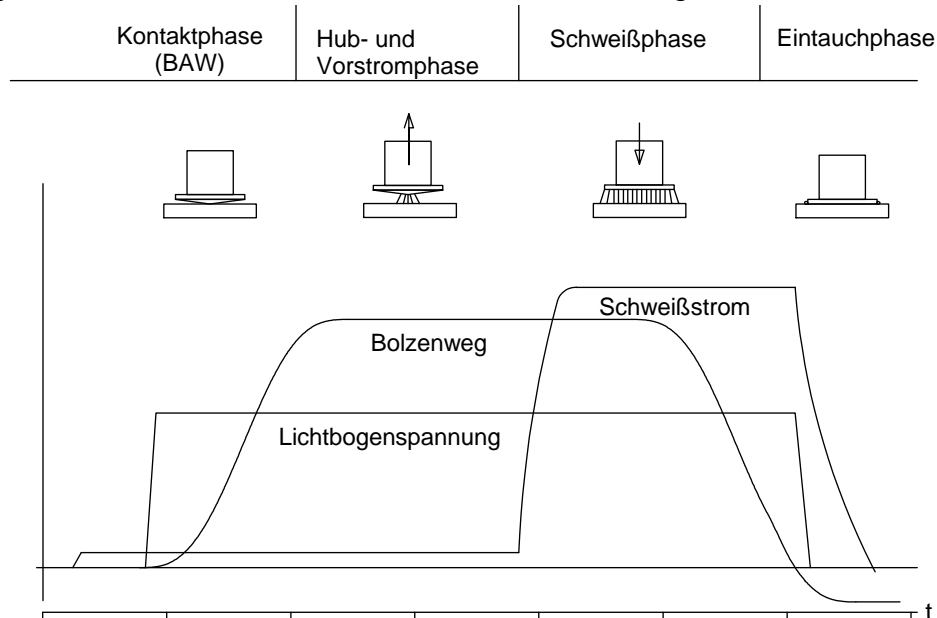 Kontaktphase
(BAW)
Hub- und
Vorstromphase
Schweißphase
Eintauchphase
Schweißstrom
Bolzenweg
Lichtbogenspannung
t